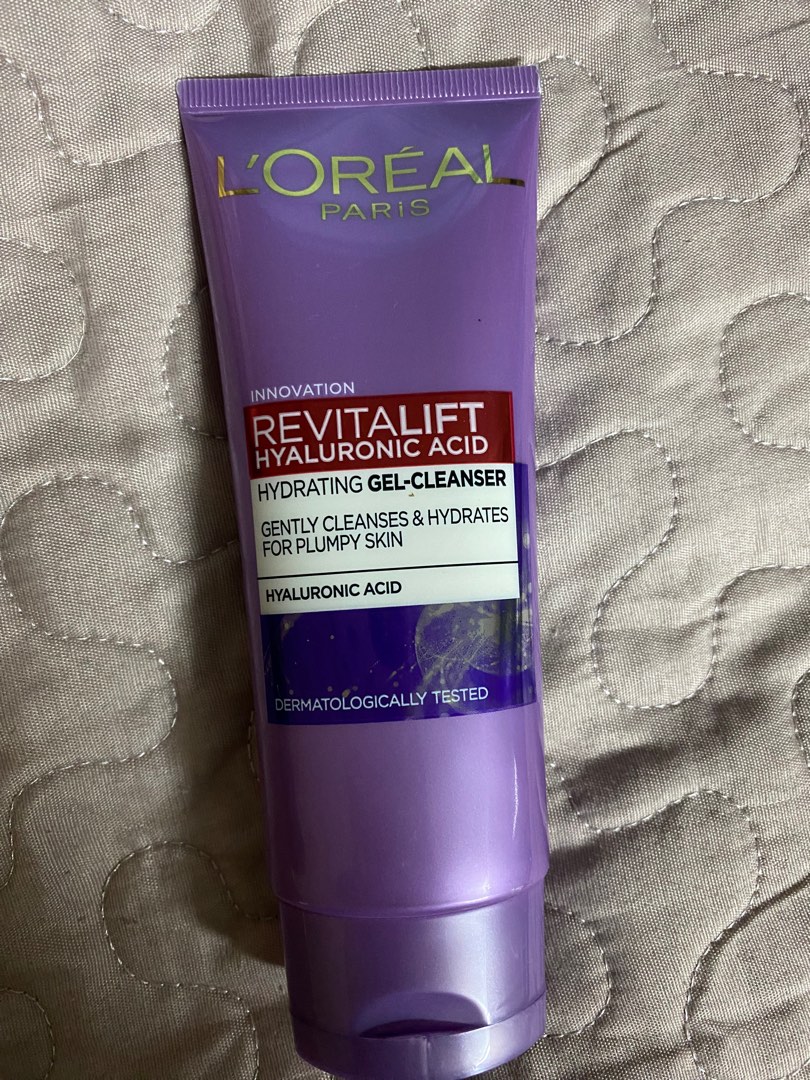 L'ORÉAL
PARiS
INNOVATION
REVITALIFT
HYALURONIC ACID
HYDRATING GEL-CLEANSER
GENTLY CLEANSES & HYDRATES
FOR PLUMPY SKIN
HYALURONIC ACID
DERMATOLOGICALLY TESTED